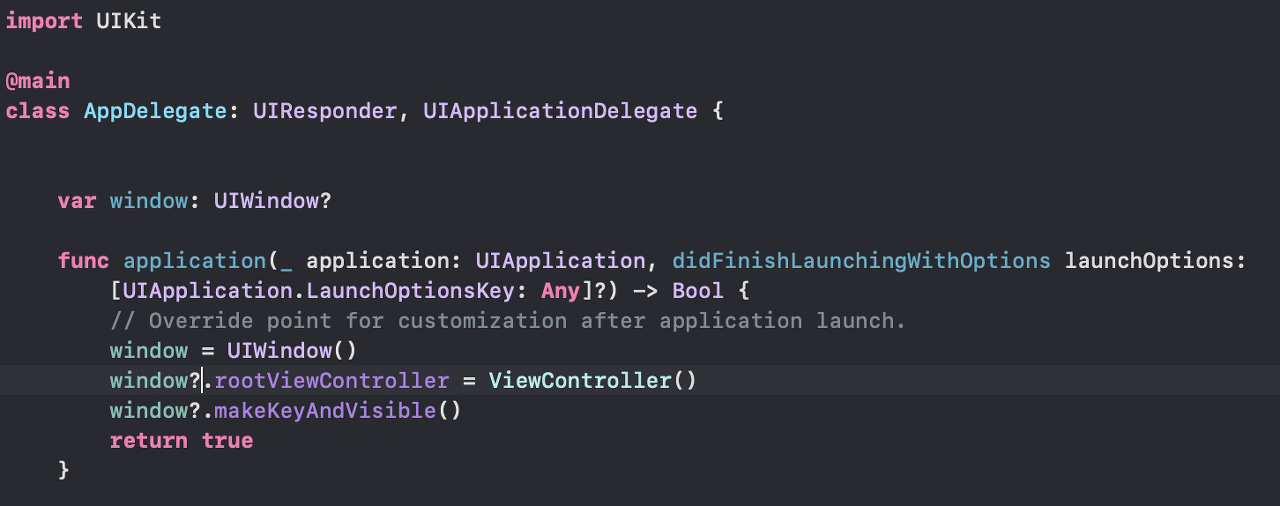 import UIKit
@main
class AppDelegate: UIResponder, UIApplicationDelegate {
var window: UIWindow?
func application(_ application: UIApplication, didFinishLaunchingWithOptions launchOptions:
[UIApplication.LaunchOptionsKey: Any]?) -> Bool {
// Override point for customization after application launch.
window = UIWindow()
window?.rootViewController = ViewController()
window?.makeKeyAndVisible()
return true
}